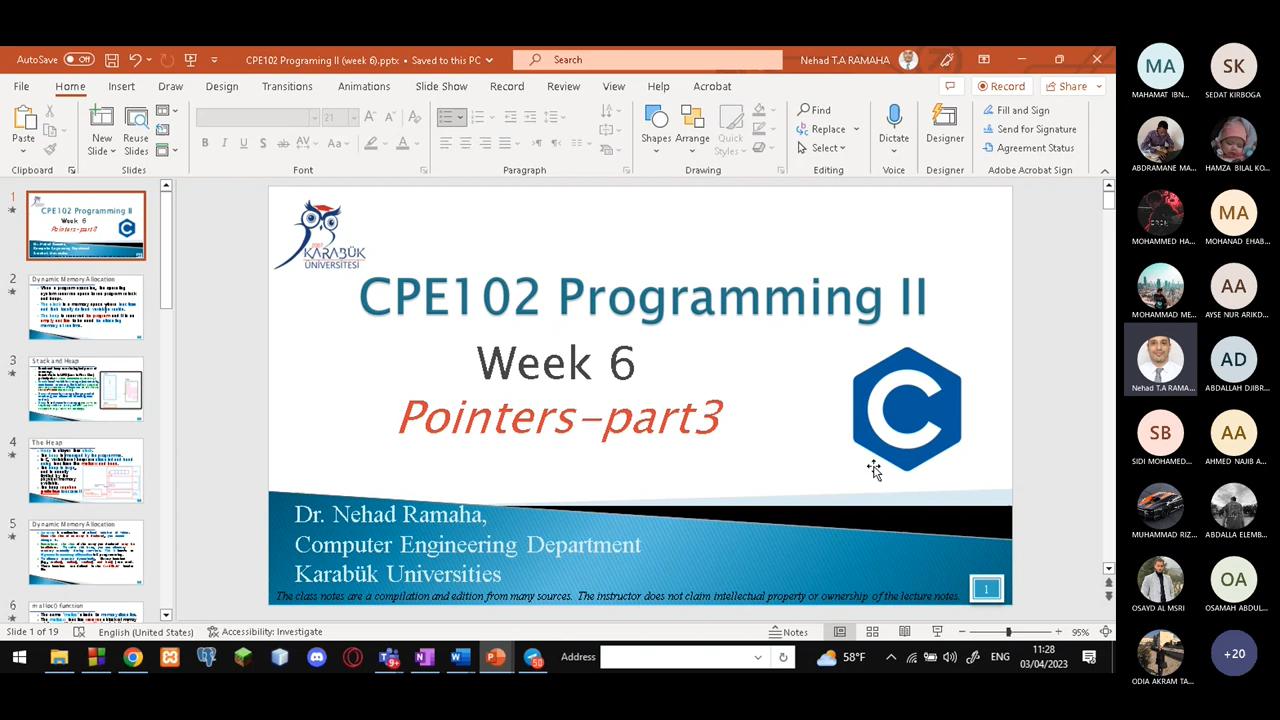 AutoSave Off
CPE102 Programing II (week 6).pptx • Saved to this PC
Search
Nehad T.A RAMAHA
File Home Insert Draw Design Transitions Animations Slide Show Record Review View Help Acrobat
Record Share
Paste
New Slide
Reuse Slides
21
Shapes
Arrange
Quick Styles
Find
Replace
Select
Dictate
Designer
Fill and Sign
Send for Signature
Agreement Status
Clipboard
Slides
Font
Paragraph
Drawing
Editing
Voice
Designer
Adobe Acrobat Sign
1
CPE102 Programming II
Week 6
Pointers-part3
2
Dynamic Memory Allocation
3
Stack and Heap
4
The Heap
5
Dynamic Memory Allocation
6
malloc() function
KARABÜK
ÜNİVERSİTESİ
CPE102 Programming II
Week 6
Pointers-part3
C
Dr. Nehad Ramaha,
Computer Engineering Department
Karabük Universities
The class notes are a compilation and edition from many sources. The instructor does not claim intellectual property or ownership of the lecture notes.
1
Slide 1 of 19
English (United States)
Accessibility: Investigate
Notes
95%
9+
50
Address
58°F
ENG
11:28
03/04/2023
MA
MAHAMAT IBN...
SK
SEDAT KIRBOGA
ABDRAMANE MA...
HAMZA BILAL KO...
MOHAMMED HA...
MA
MOHANAD EHAB...
MOHAMMAD ME...
AA
AYSE NUR ARIKD...
Nehad T.A RAMA...
AD
ABDALLAH DJIBR...
SB
SIDI MOHAMED...
AA
AHMED NAJIB A...
MUHAMMAD RIZ...
ABDALLA ELEMB...
OSAYD AL MSRI
OA
OSAMAH ABDUL...
ODIA AKRAM TA...
+20